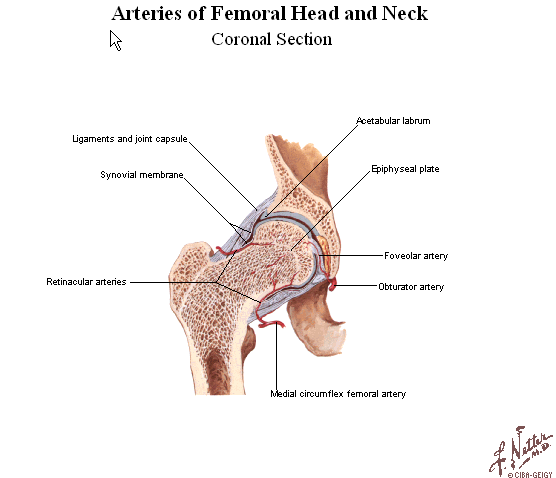 Arteries of Femoral Head and Neck
Coronal Section
Acetabular labrum
Ligaments and joint capsule
Epiphyseal plate
Synovial membrane
Foveolar artery
Retinacular arteries
Obturator artery
Medial circumflex femoral artery
F. Netter
M.D.
© CIBA-GEIGY